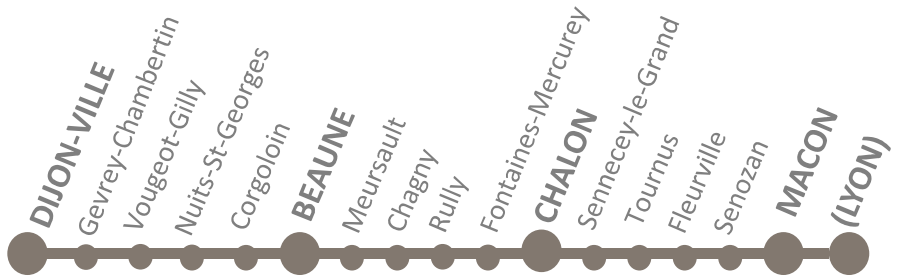 DIJON-VILLE
Gevrey-Chambertin
Vougeot-Gilly
Nuits-St-Georges
Corgoloin
BEAUNE
Meursault
Chagny
Rully
Fontaines-Mercurey
CHALON
Sennecey-le-Grand
Tournus
Fleurville
Senozan
MACON
(LYON)